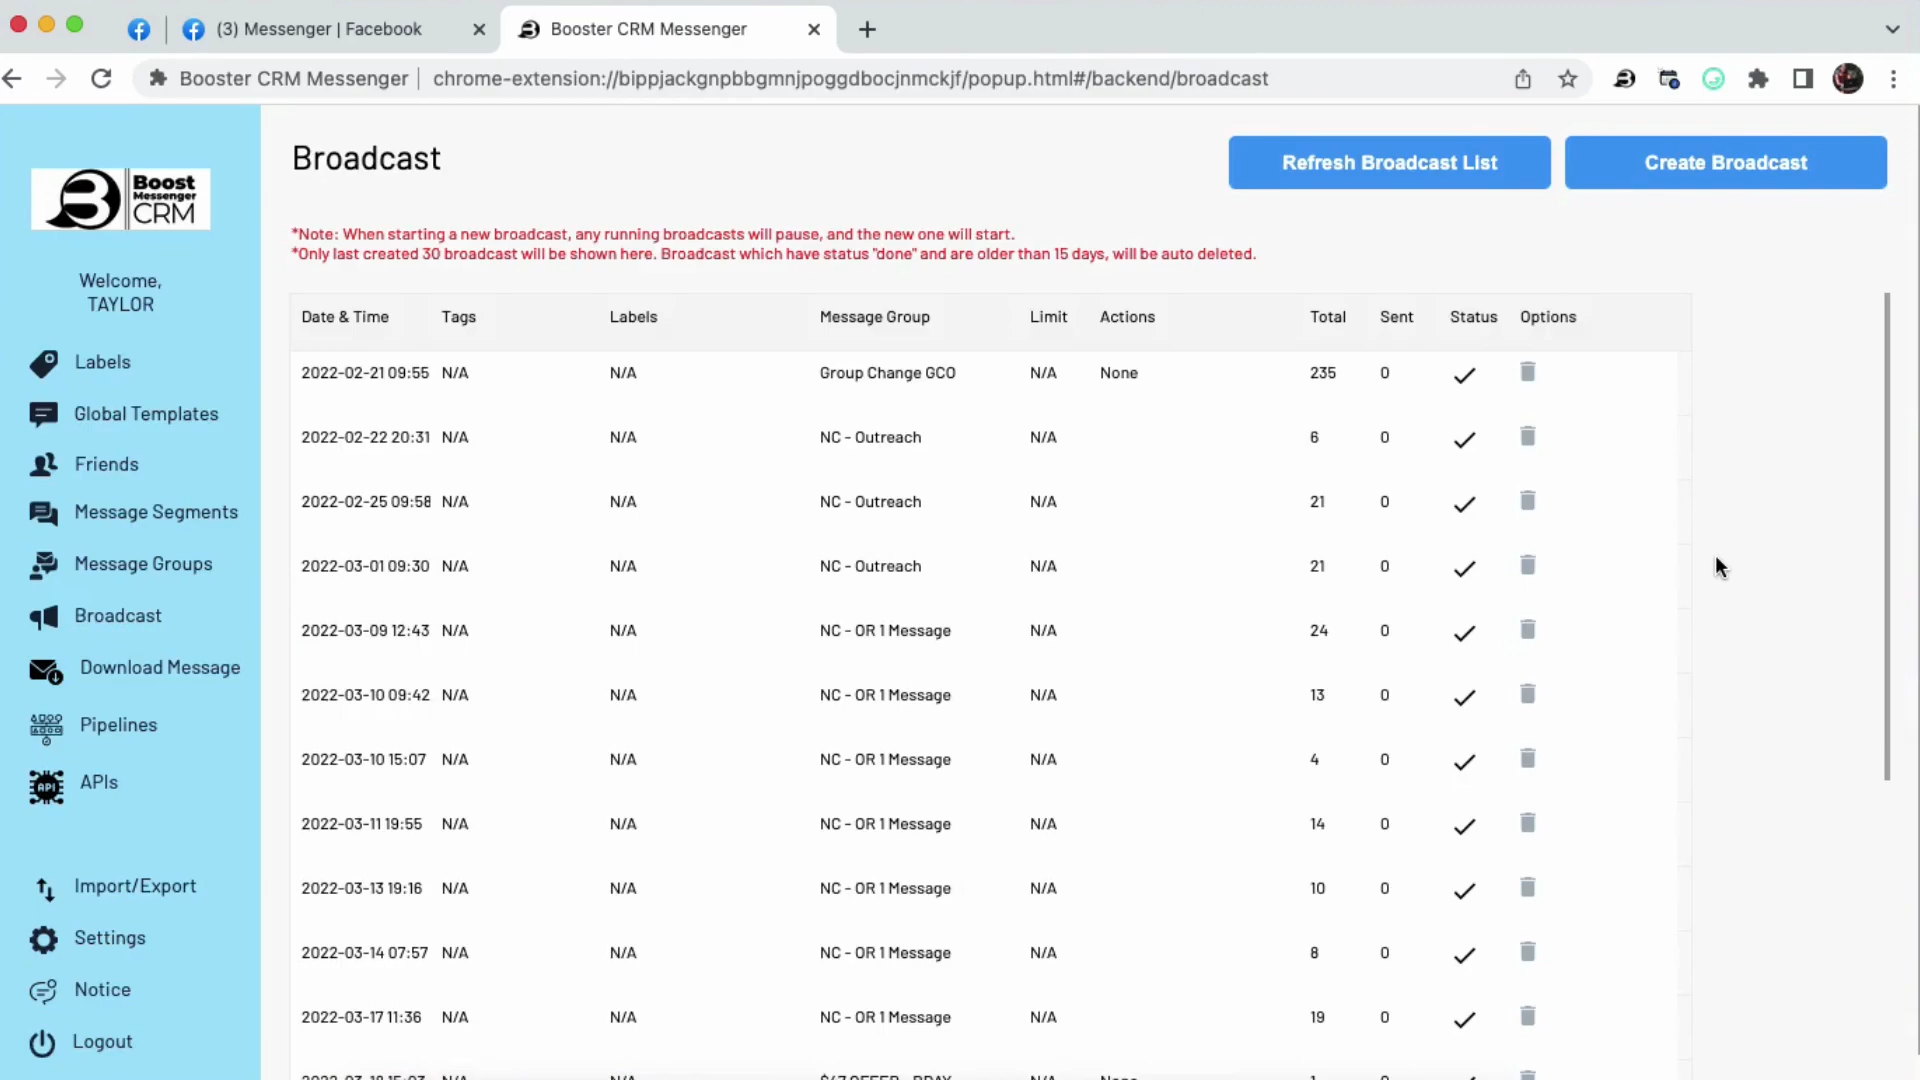 (3) Messenger | Facebook
Booster CRM Messenger
Booster CRM Messenger
chrome-extension://bippjackgnpbbgmnjpoggdbocjnmckjf/popup.html#/backend/broadcast
Boost
Messenger
CRM
Welcome,
TAYLOR
Labels
Global Templates
Friends
Message Segments
Message Groups
Broadcast
Download Message
Pipelines
API
APIs
Import/Export
Settings
Notice
Logout
Broadcast
Refresh Broadcast List
Create Broadcast
*Note: When starting a new broadcast, any running broadcasts will pause, and the new one will start.
*Only last created 30 broadcast will be shown here. Broadcast which have status "done" and are older than 15 days, will be auto deleted.
Date & Time Tags Labels Message Group Limit Actions Total Sent Status Options
2022-02-21 09:55 N/A N/A Group Change GCO N/A None 235 0
2022-02-22 20:31 N/A N/A NC - Outreach N/A 6 0
2022-02-25 09:58 N/A N/A NC - Outreach N/A 21 0
2022-03-01 09:30 N/A N/A NC - Outreach N/A 21 0
2022-03-09 12:43 N/A N/A NC - OR 1 Message N/A 24 0
2022-03-10 09:42 N/A N/A NC - OR 1 Message N/A 13 0
2022-03-10 15:07 N/A N/A NC - OR 1 Message N/A 4 0
2022-03-11 19:55 N/A N/A NC - OR 1 Message N/A 14 0
2022-03-13 19:16 N/A N/A NC - OR 1 Message N/A 10 0
2022-03-14 07:57 N/A N/A NC - OR 1 Message N/A 8 0
2022-03-17 11:36 N/A N/A NC - OR 1 Message N/A 19 0